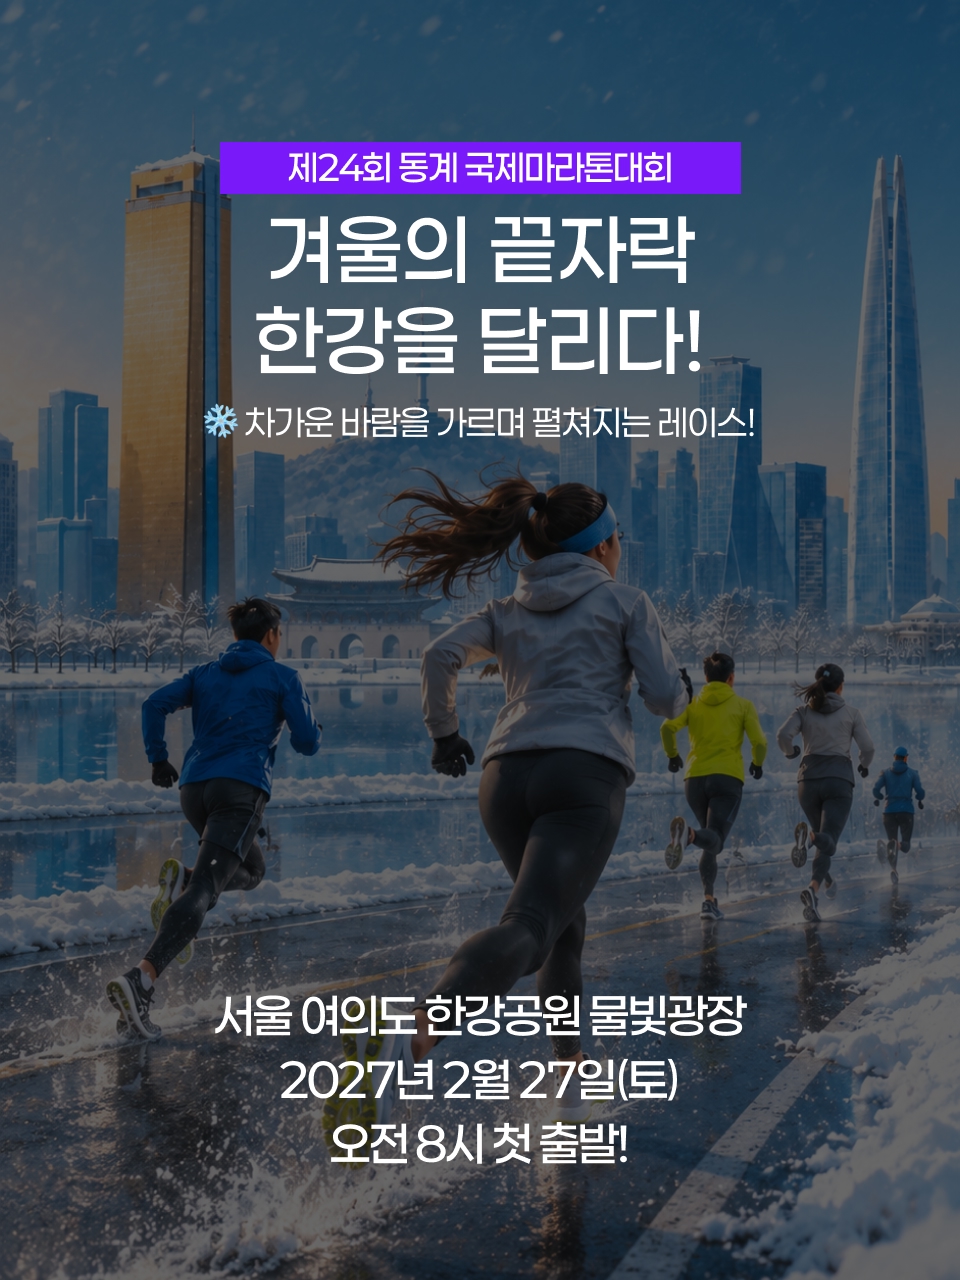 제24회 동계 국제마라톤대회
겨울의 끝자락
한강을 달리다!
❄️ 차가운 바람을 가르며 펼쳐지는 레이스!
서울 여의도 한강공원 물빛광장
2027년 2월 27일(토)
오전 8시 첫 출발!